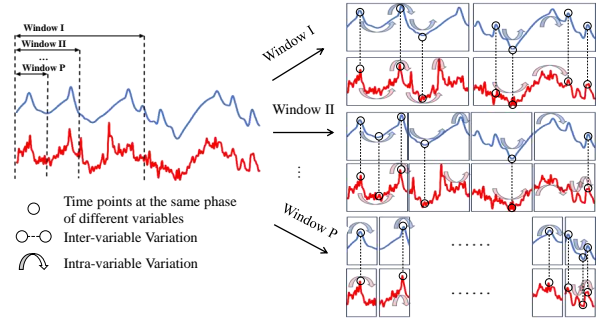 Window I
Window II
...
Window P
Time points at the same phase
of different variables
Inter-variable Variation
Intra-variable Variation
Window I
Window II
⋮
Window P
......
......